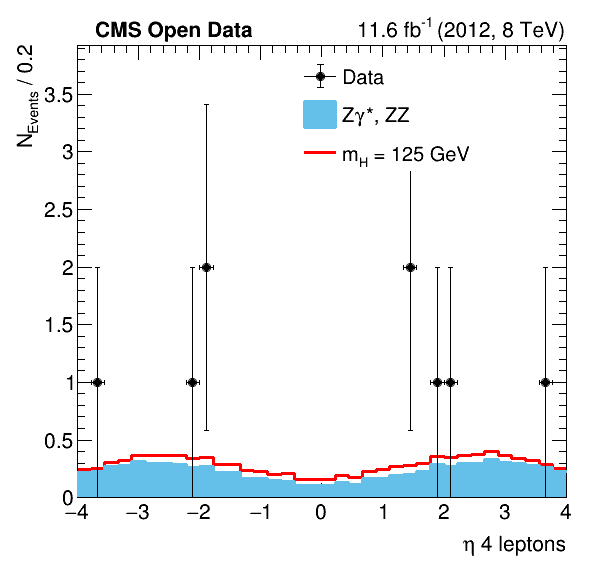 CMS Open Data 11.6 fb⁻¹ (2012, 8 TeV)
N_Events / 0.2
Data
Zγ*, ZZ
m_H = 125 GeV
3.5
3
2.5
2
1.5
1
0.5
0
−4 −3 −2 −1 0 1 2 3 4
η 4 leptons